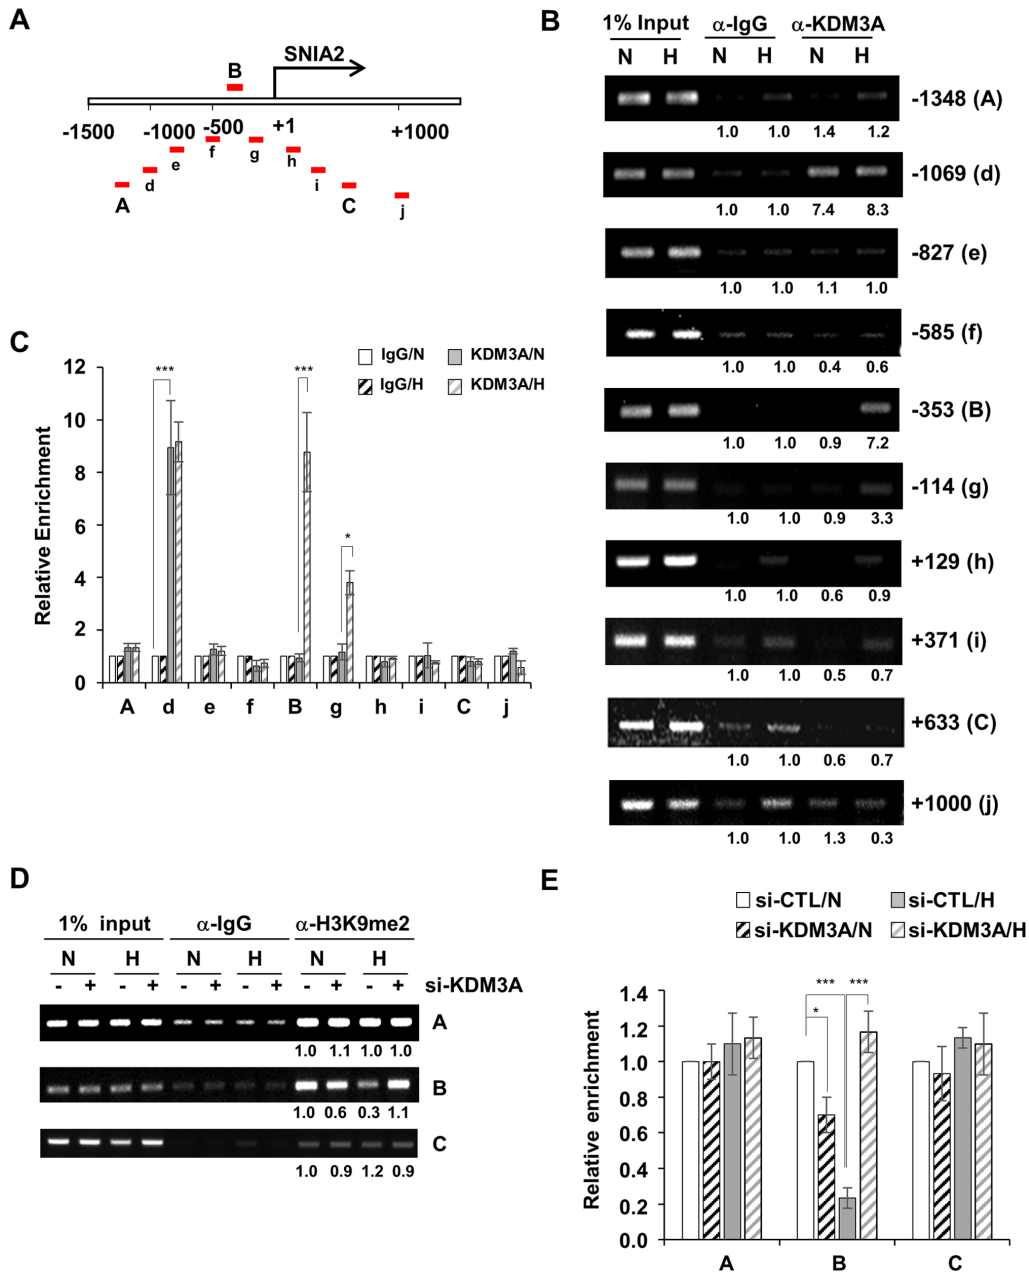 A
SNIA2
B
-1500
-1000
-500
+1
+1000
f
g
e
h
d
i
A
C
j
B
1% Input α-IgG α-KDM3A
N H N H N H
-1348 (A)
1.0 1.0 1.4 1.2
-1069 (d)
1.0 1.0 7.4 8.3
-827 (e)
1.0 1.0 1.1 1.0
-585 (f)
1.0 1.0 0.4 0.6
-353 (B)
1.0 1.0 0.9 7.2
-114 (g)
1.0 1.0 0.9 3.3
+129 (h)
1.0 1.0 0.6 0.9
+371 (i)
1.0 1.0 0.5 0.7
+633 (C)
1.0 1.0 0.6 0.7
+1000 (j)
1.0 1.0 1.3 0.3
C
IgG/N KDM3A/N
IgG/H KDM3A/H
Relative Enrichment
12
10
8
6
4
2
0
***
***
*
A d e f B g h i C j
D
1% input α-IgG α-H3K9me2
N H N H N H
- + - + - + - + - + - + si-KDM3A
A
1.0 1.1 1.0 1.0
B
1.0 0.6 0.3 1.1
C
1.0 0.9 1.2 0.9
E
si-CTL/N si-CTL/H
si-KDM3A/N si-KDM3A/H
Relative enrichment
1.4
1.2
1.0
0.8
0.6
0.4
0.2
0.0
*** ***
*
A B C